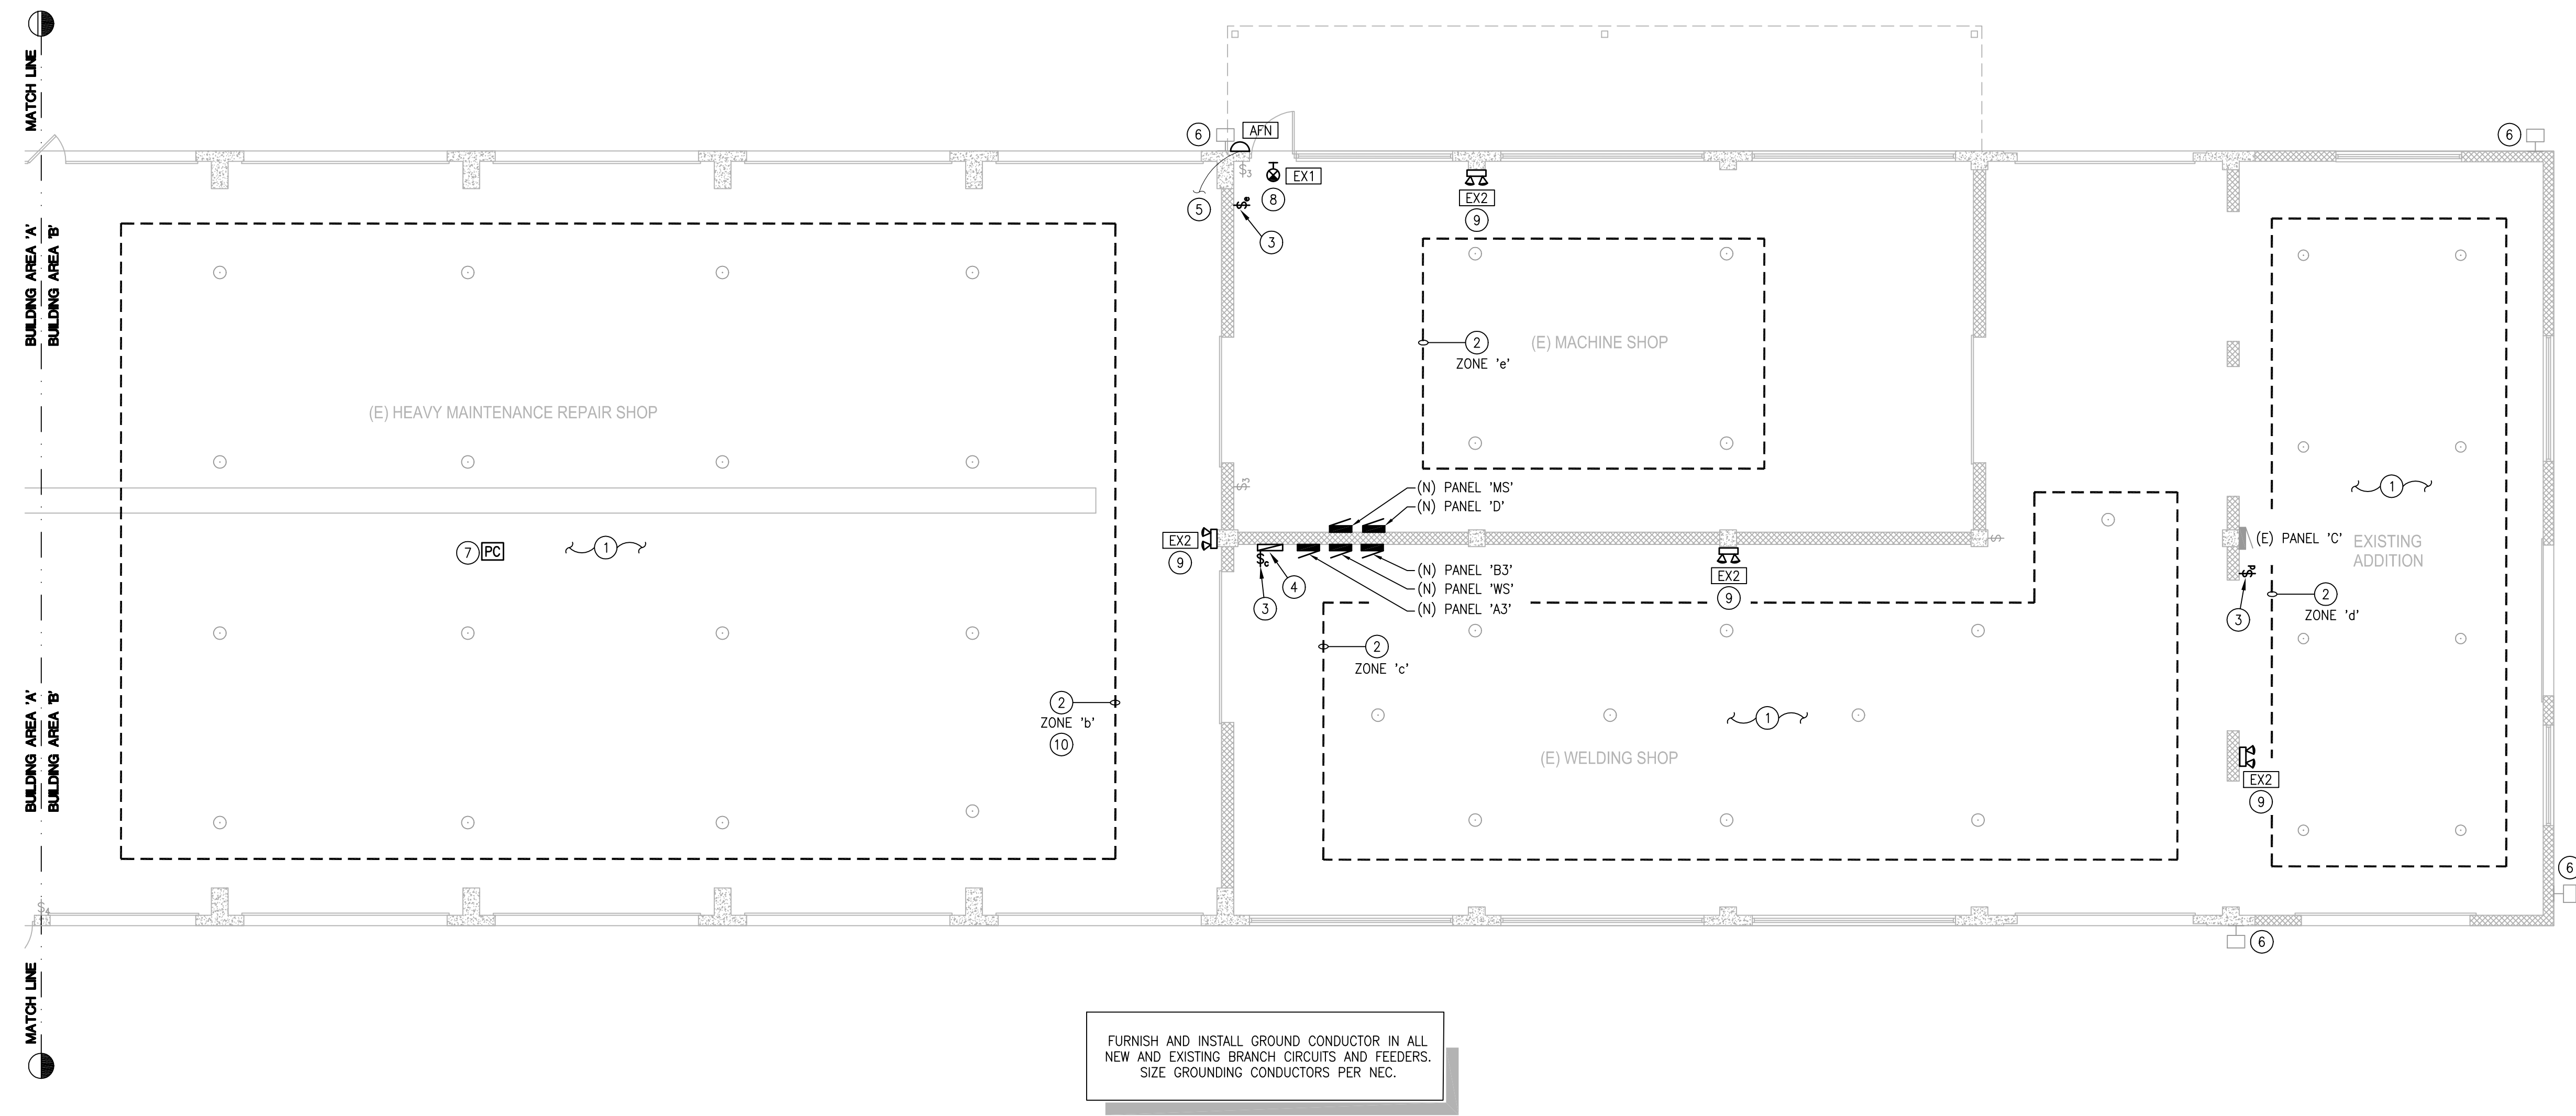 MATCH LINE
BUILDING AREA 'A'
BUILDING AREA 'B'
6
AFN
6
$3
EX1
5
8
$e
3
EX2
9
2
ZONE 'e'
(E) MACHINE SHOP
(E) HEAVY MAINTENANCE REPAIR SHOP
$3
(N) PANEL 'MS'
(N) PANEL 'D'
1
7 PC
1
EX2
9
$c
3
4
(N) PANEL 'B3'
(N) PANEL 'WS'
(N) PANEL 'A3'
EX2
9
$
(E) PANEL 'C'
EXISTING
ADDITION
$d
3
2
ZONE 'd'
2
ZONE 'c'
2
ZONE 'b'
10
1
(E) WELDING SHOP
EX2
9
BUILDING AREA 'A'
BUILDING AREA 'B'
6
$4
6
MATCH LINE
FURNISH AND INSTALL GROUND CONDUCTOR IN ALL
NEW AND EXISTING BRANCH CIRCUITS AND FEEDERS.
SIZE GROUNDING CONDUCTORS PER NEC.